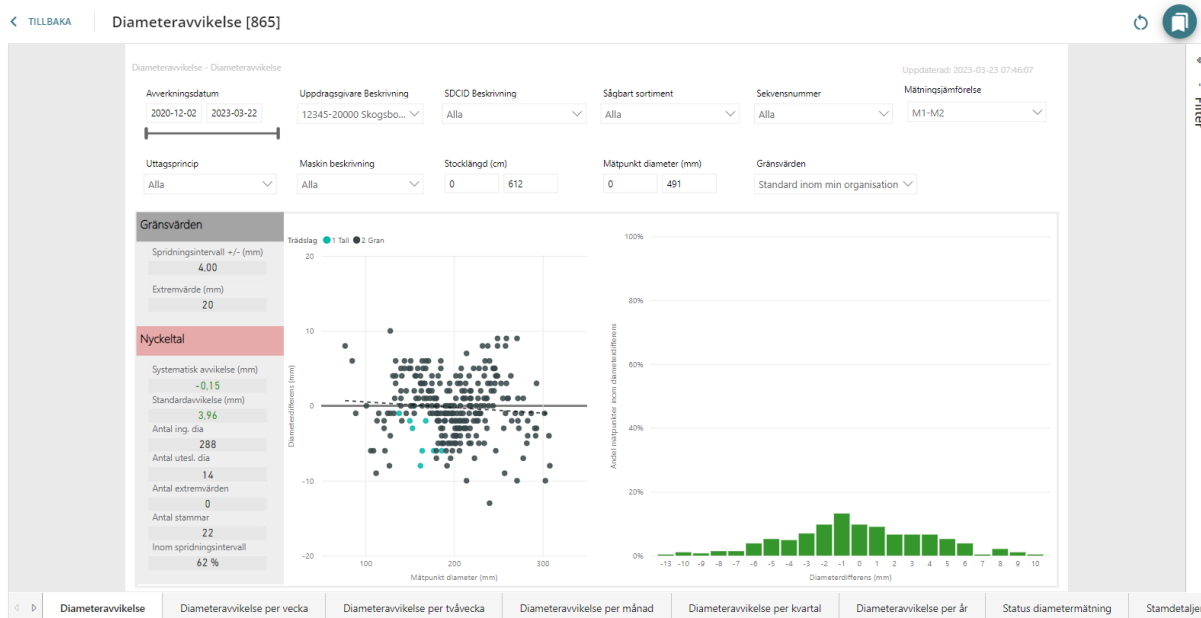 TILLBAKA
Diameteravvikelse [865]
Diameteravvikelse - Diameteravvikelse
Uppdaterad: 2023-03-23 07:46:07
Avverkningsdatum
Uppdragsgivare Beskrivning
SDCID Beskrivning
Sågbart sortiment
Sekvensnummer
Mätningsjämförelse
2020-12-02
2023-03-22
12345-20000 Skogsbo...
Alla
Alla
Alla
M1-M2
Filter
Uttagsprincip
Maskin beskrivning
Stocklängd (cm)
Mätpunkt diameter (mm)
Gränsvärden
Alla
Alla
0
612
0
491
Standard inom min organisation
Gränsvärden
Spridningsintervall +/- (mm)
4,00
Extremvärde (mm)
20
Nyckeltal
Systematisk avvikelse (mm)
-0,15
Standardavvikelse (mm)
3,96
Antal ing. dia
288
Antal utesl. dia
14
Antal extremvärden
0
Antal stammar
22
Inom spridningsintervall
62 %
Trädslag 1 Tall 2 Gran
20
10
0
-10
-20
Diameterdifferens (mm)
100 200 300
Mätpunkt diameter (mm)
100%
80%
60%
40%
20%
0%
Andel mätpunkter inom diameterdifferens
-13 -10 -9 -8 -7 -6 -5 -4 -3 -2 -1 0 1 2 3 4 5 6 7 8 9 10
Diameterdifferens (mm)
Diameteravvikelse
Diameteravvikelse per vecka
Diameteravvikelse per tvåvecka
Diameteravvikelse per månad
Diameteravvikelse per kvartal
Diameteravvikelse per år
Status diametermätning
Stamdetaljer